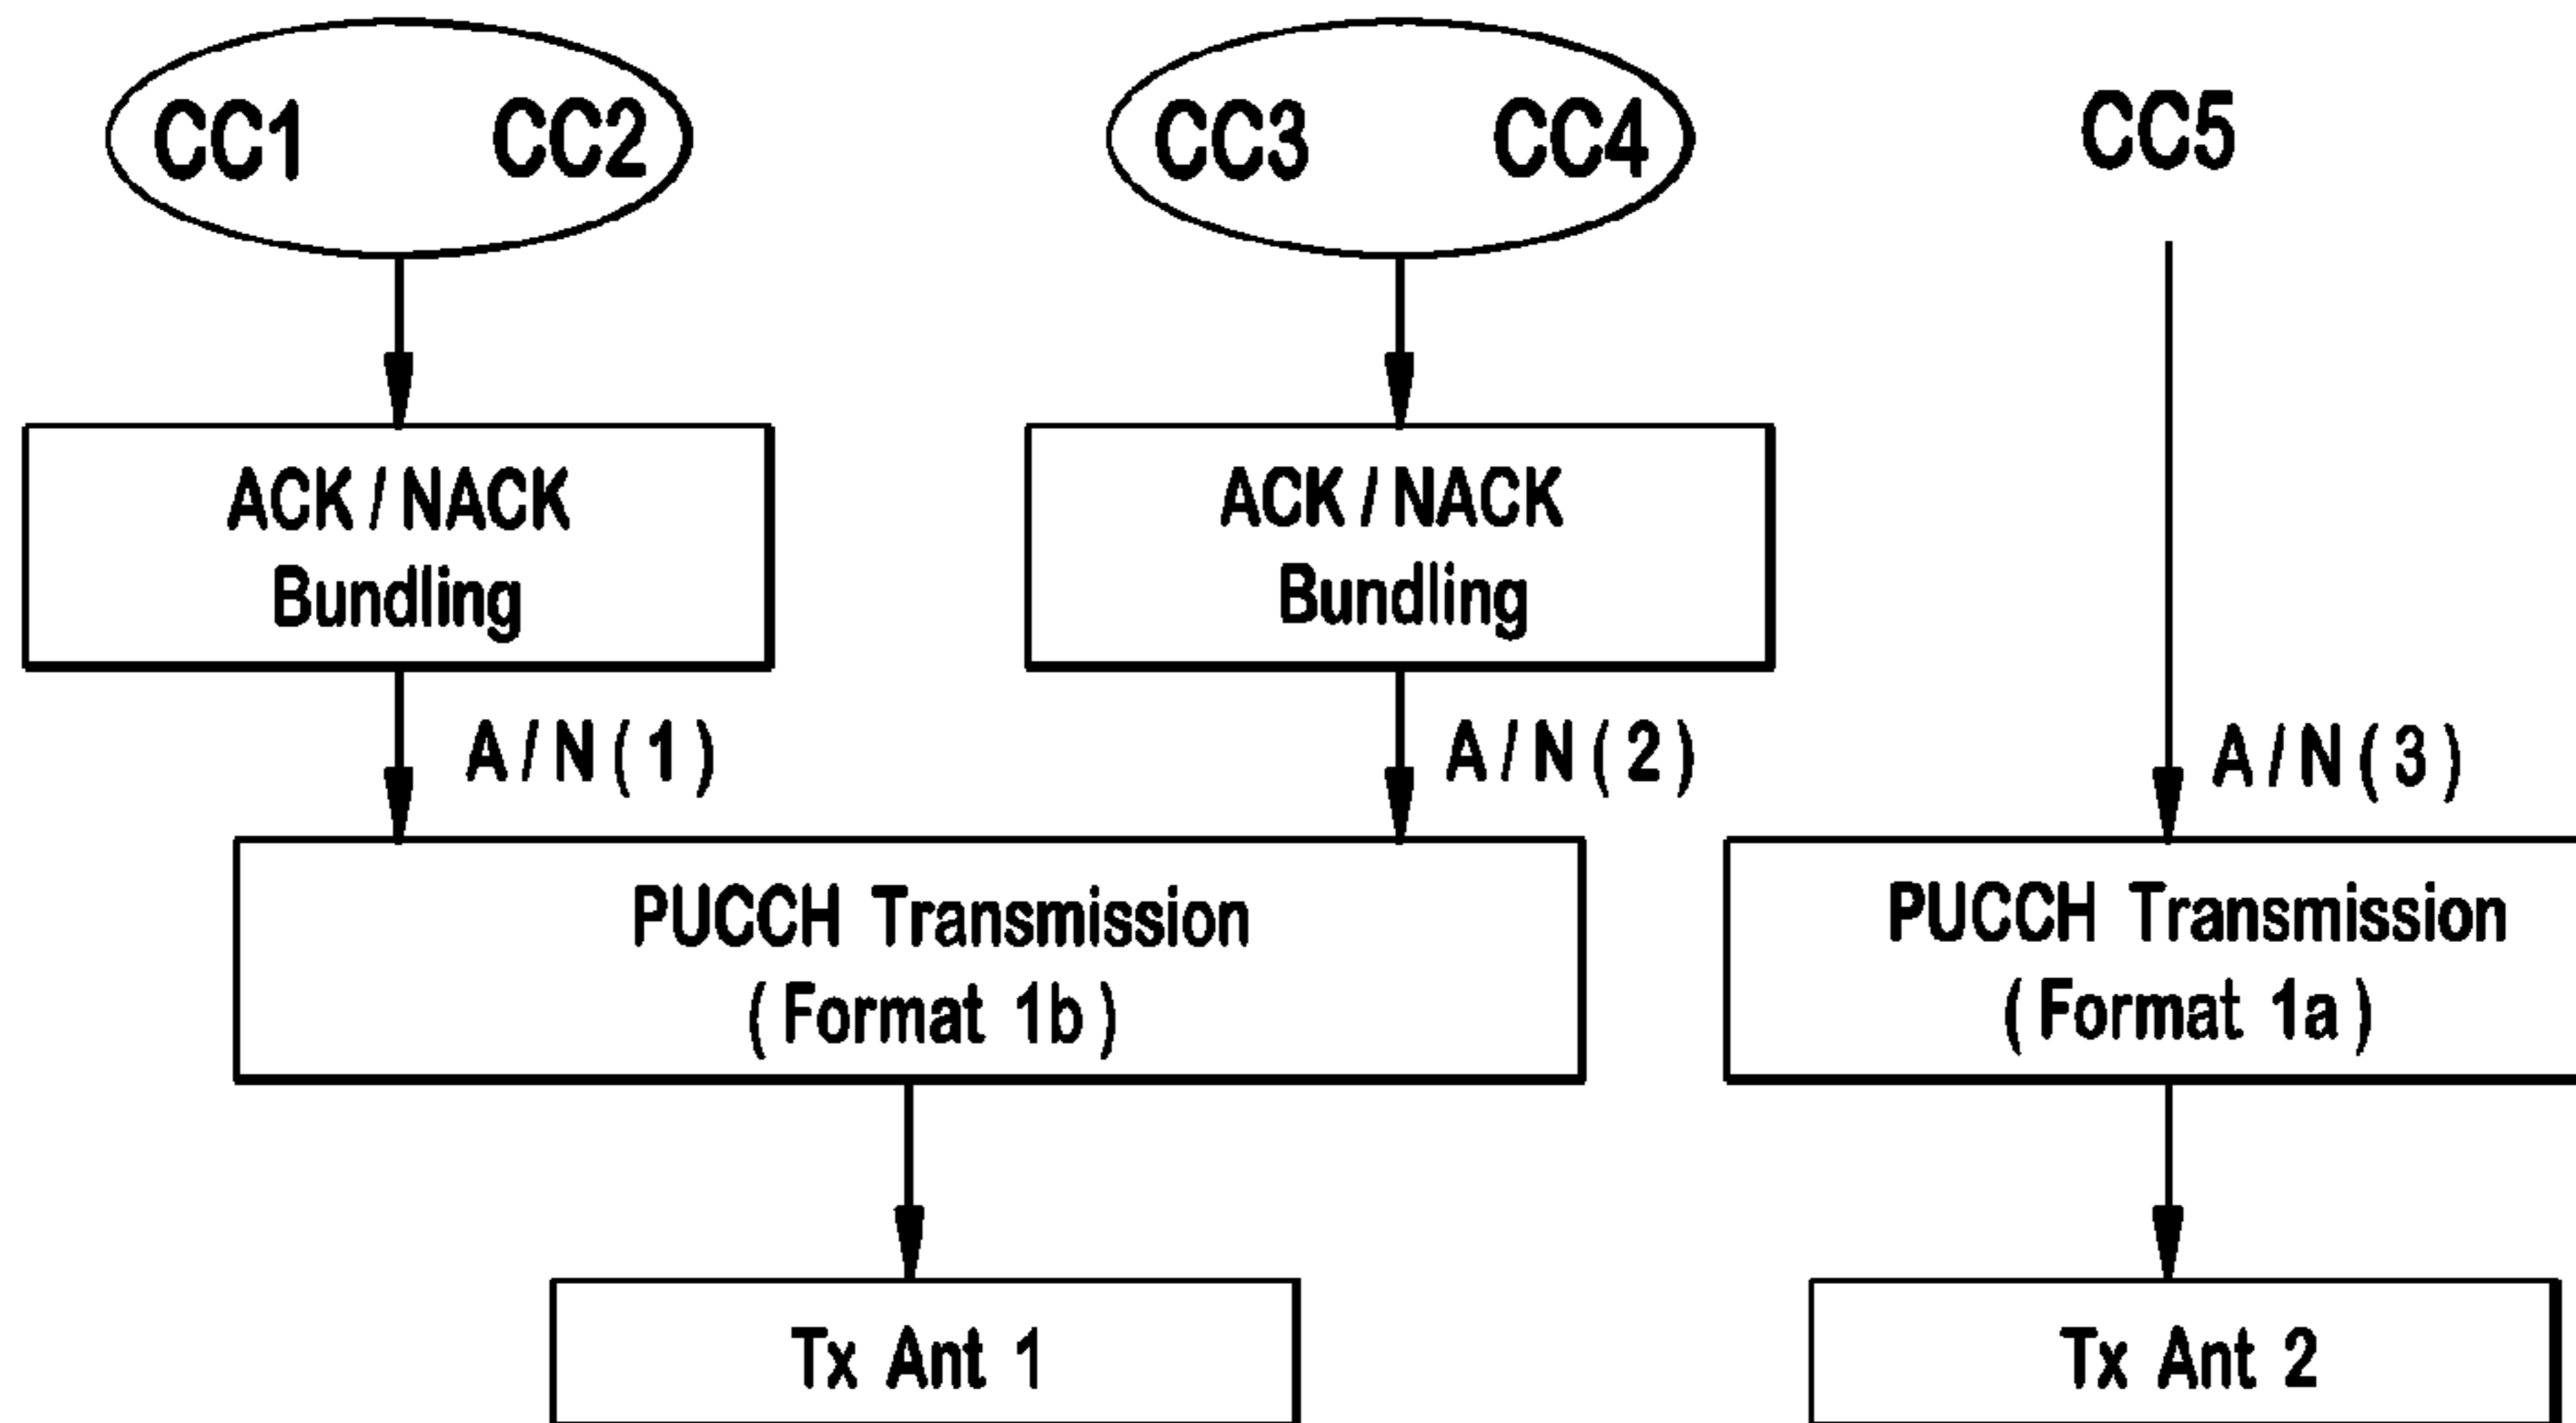 CC1 CC2 CC3 CC4 CC5
ACK / NACK
Bundling
ACK / NACK
Bundling
A / N ( 1 )
A / N ( 2 )
A / N ( 3 )
PUCCH Transmission
( Format 1b )
PUCCH Transmission
( Format 1a )
Tx Ant 1
Tx Ant 2